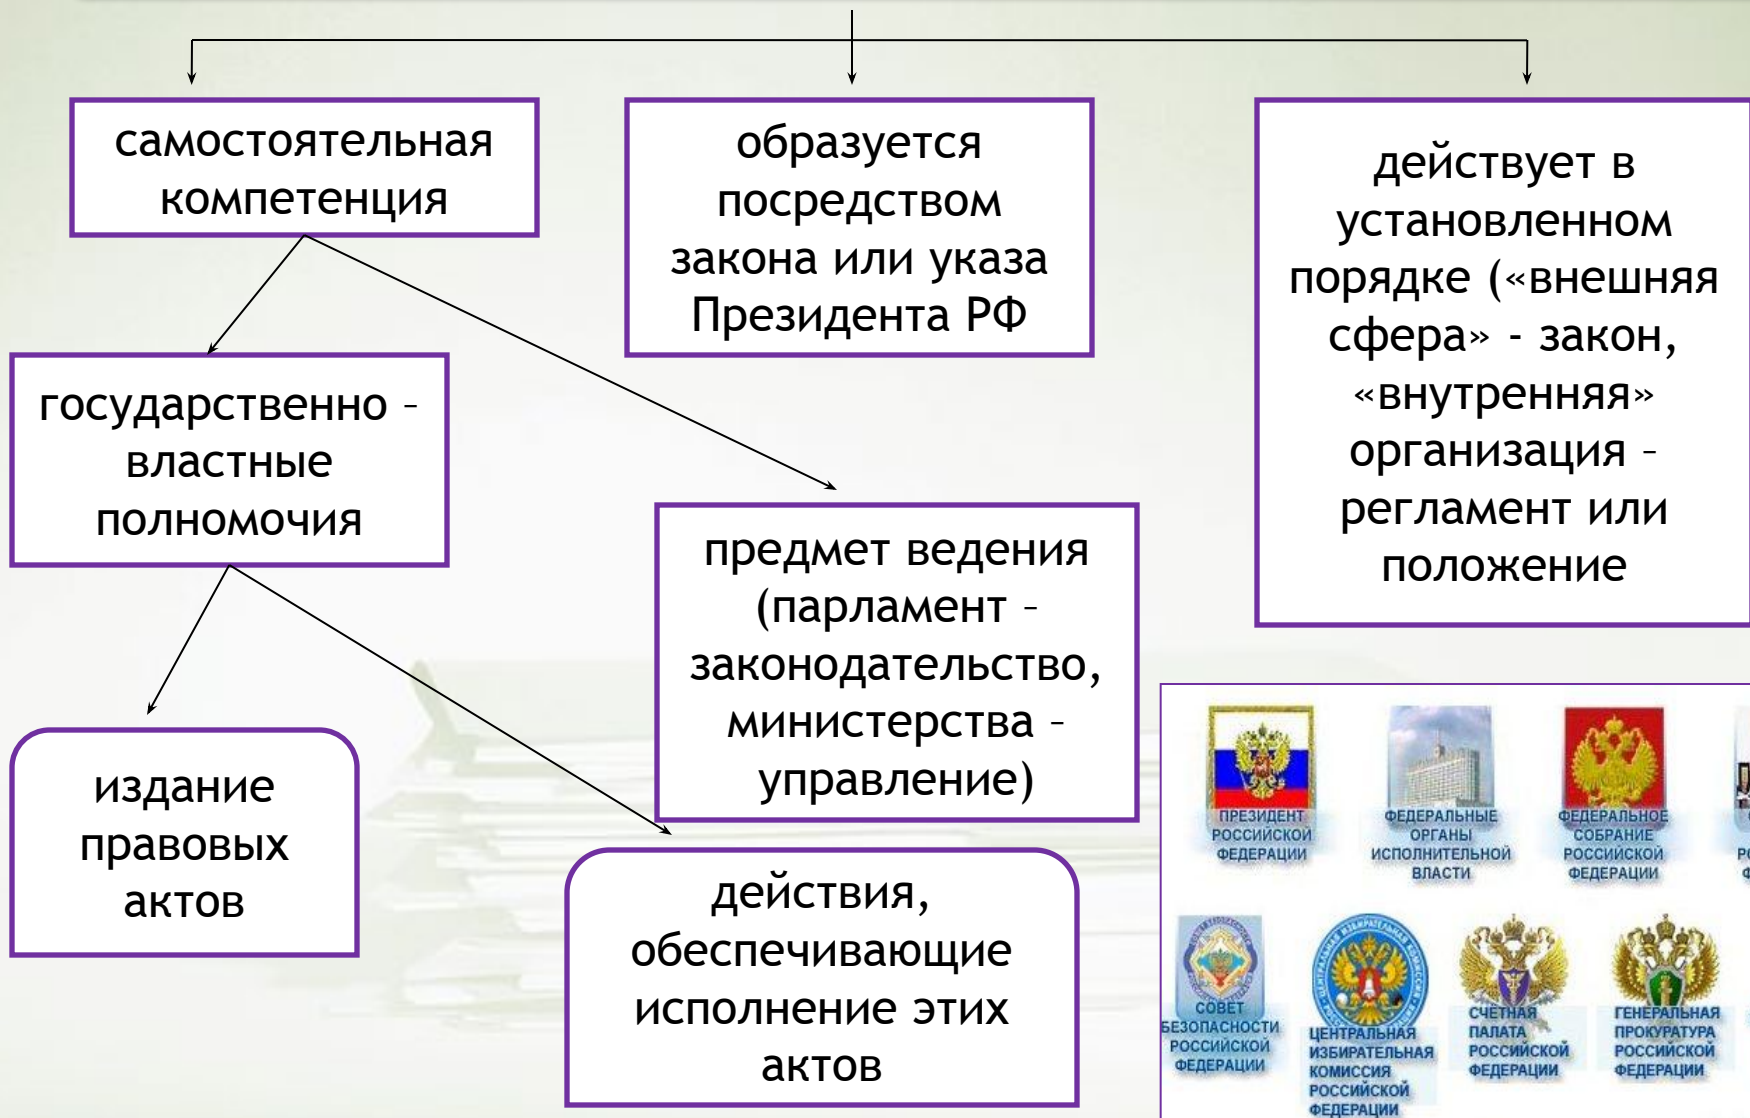 самостоятельная
компетенция
образуется
посредством
закона или указа
Президента РФ
действует в
установленном
порядке («внешняя
сфера» - закон,
«внутренняя»
организация –
регламент или
положение
государственно –
властные
полномочия
предмет ведения
(парламент –
законодательство,
министерства –
управление)
издание
правовых
актов
действия,
обеспечивающие
исполнение этих
актов
ПРЕЗИДЕНТ
РОССИЙСКОЙ
ФЕДЕРАЦИИ
ФЕДЕРАЛЬНЫЕ
ОРГАНЫ
ИСПОЛНИТЕЛЬНОЙ
ВЛАСТИ
ФЕДЕРАЛЬНОЕ
СОБРАНИЕ
РОССИЙСКОЙ
ФЕДЕРАЦИИ
СОВЕТ
БЕЗОПАСНОСТИ
РОССИЙСКОЙ
ФЕДЕРАЦИИ
ЦЕНТРАЛЬНАЯ
ИЗБИРАТЕЛЬНАЯ
КОМИССИЯ
РОССИЙСКОЙ
ФЕДЕРАЦИИ
СЧЁТНАЯ
ПАЛАТА
РОССИЙСКОЙ
ФЕДЕРАЦИИ
ГЕНЕРАЛЬНАЯ
ПРОКУРАТУРА
РОССИЙСКОЙ
ФЕДЕРАЦИИ